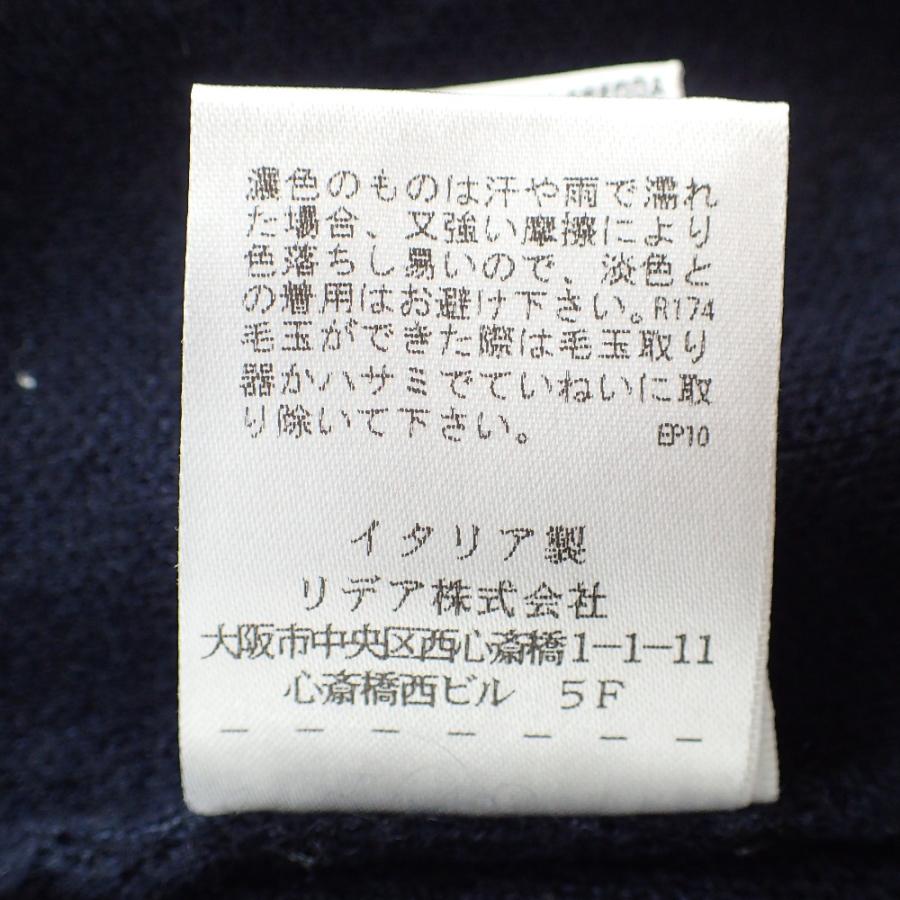 濃色のものは汗や雨で濡れ
た場合、又強い摩擦により
色落ちし易いので、淡色と
の着用はお避け下さい。R174
毛玉ができた際は毛玉取り
器かハサミでていねいに取
り除いて下さい。 EP10
イタリア製
リデア株式会社
大阪市中央区西心斎橋1-1-11
心斎橋西ビル 5F